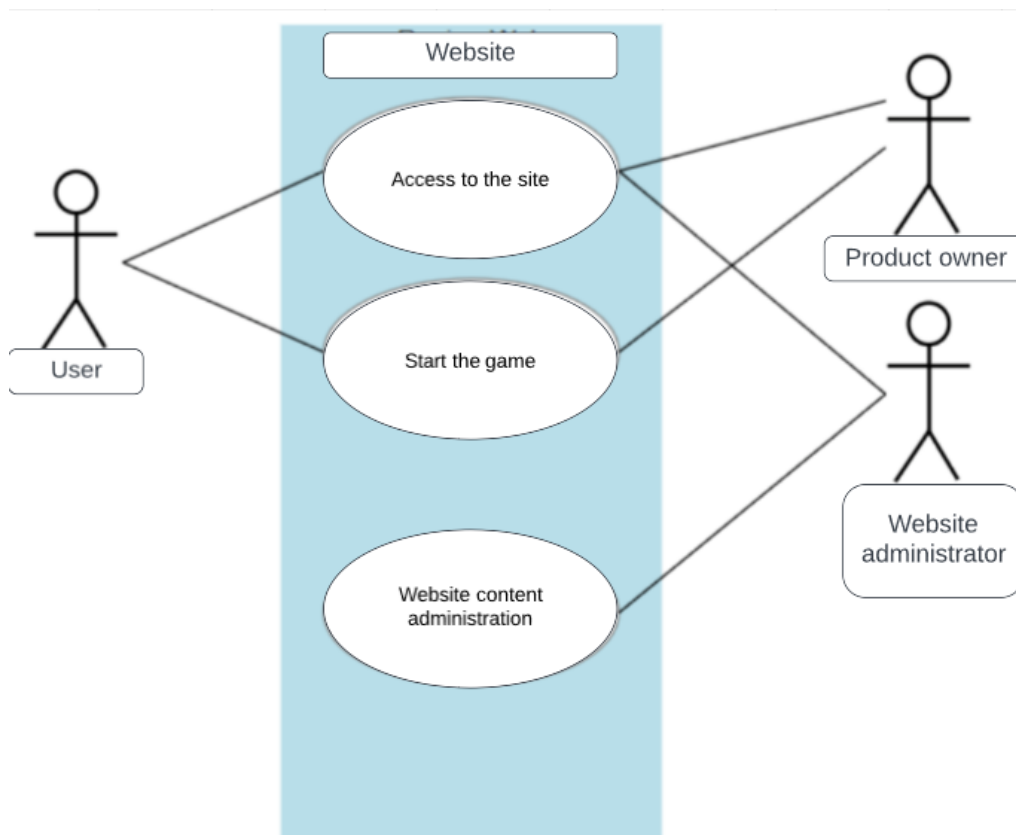 Website
Access to the site
Start the game
Website content
administration
User
Product owner
Website
administrator